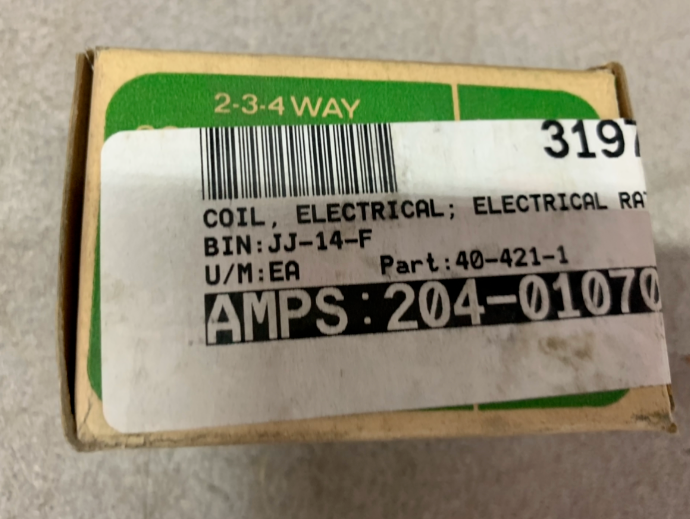 2-3-4 WAY
3197
COIL, ELECTRICAL; ELECTRICAL RA
BIN:JJ-14-F
U/M:EA Part:40-421-1
AMPS:204-01070